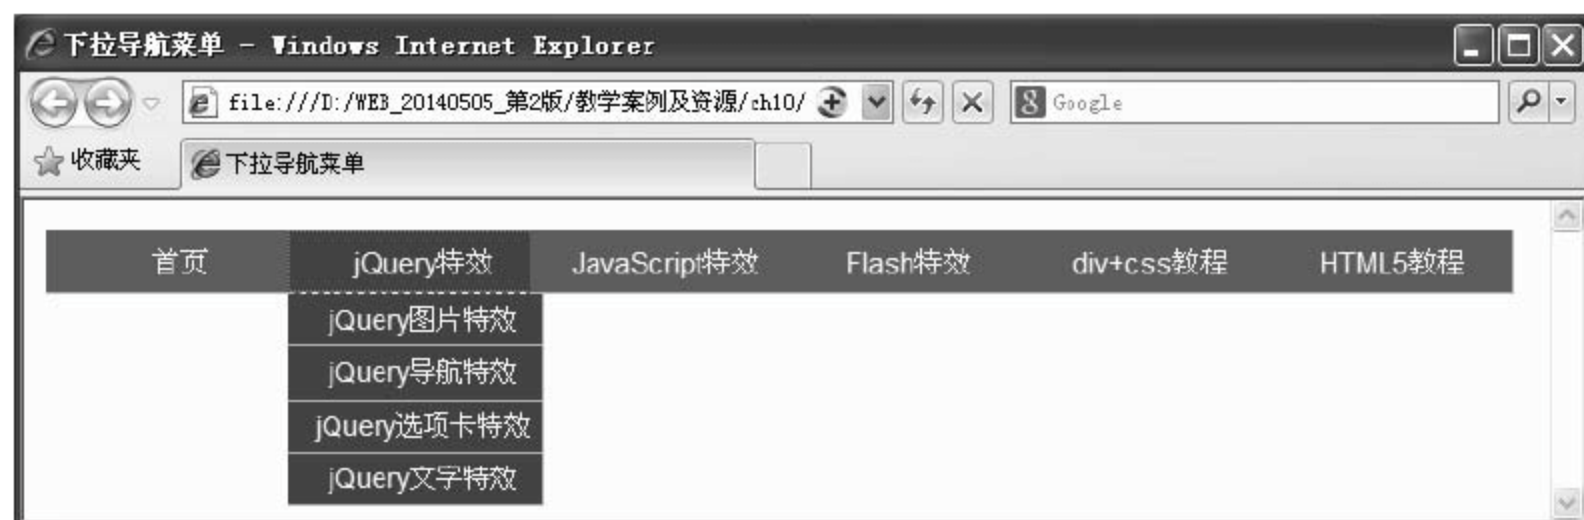 下拉导航菜单 - Windows Internet Explorer
file:///D:/WEB_20140505_第2版/教学案例及资源/ch10/ Google
收藏夹 下拉导航菜单
首页 jQuery特效 JavaScript特效 Flash特效 div+css教程 HTML5教程
jQuery图片特效
jQuery导航特效
jQuery选项卡特效
jQuery文字特效